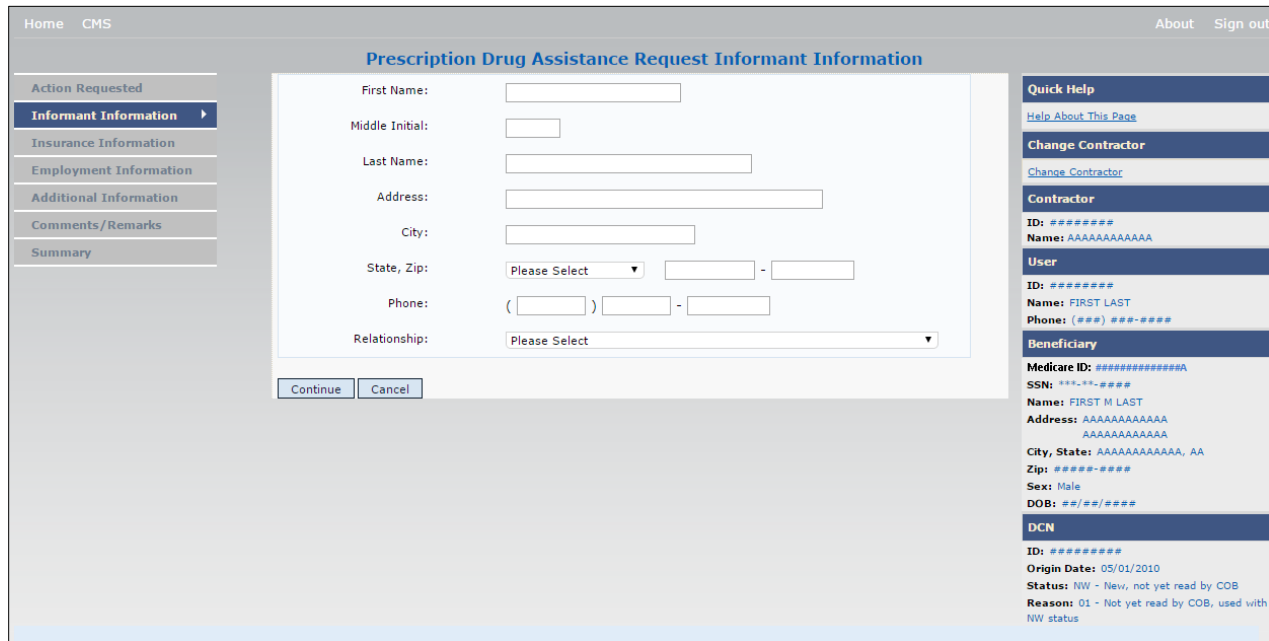 Home CMS About Sign out
Prescription Drug Assistance Request Informant Information
Action Requested
Informant Information
Insurance Information
Employment Information
Additional Information
Comments/Remarks
Summary
First Name:
Middle Initial:
Last Name:
Address:
City:
State, Zip: Please Select -
Phone: ( ) -
Relationship: Please Select
Continue Cancel
Quick Help
Help About This Page
Change Contractor
Change Contractor
Contractor
ID: ########
Name: AAAAAAAAAAAA
User
ID: ########
Name: FIRST LAST
Phone: (###) ###-####
Beneficiary
Medicare ID: ##############A
SSN: ***-**-####
Name: FIRST M LAST
Address: AAAAAAAAAAAA
AAAAAAAAAAAA
City, State: AAAAAAAAAAAA, AA
Zip: #####-####
Sex: Male
DOB: ##/##/####
DCN
ID: #########
Origin Date: 05/01/2010
Status: NW - New, not yet read by COB
Reason: 01 - Not yet read by COB, used with
NW status